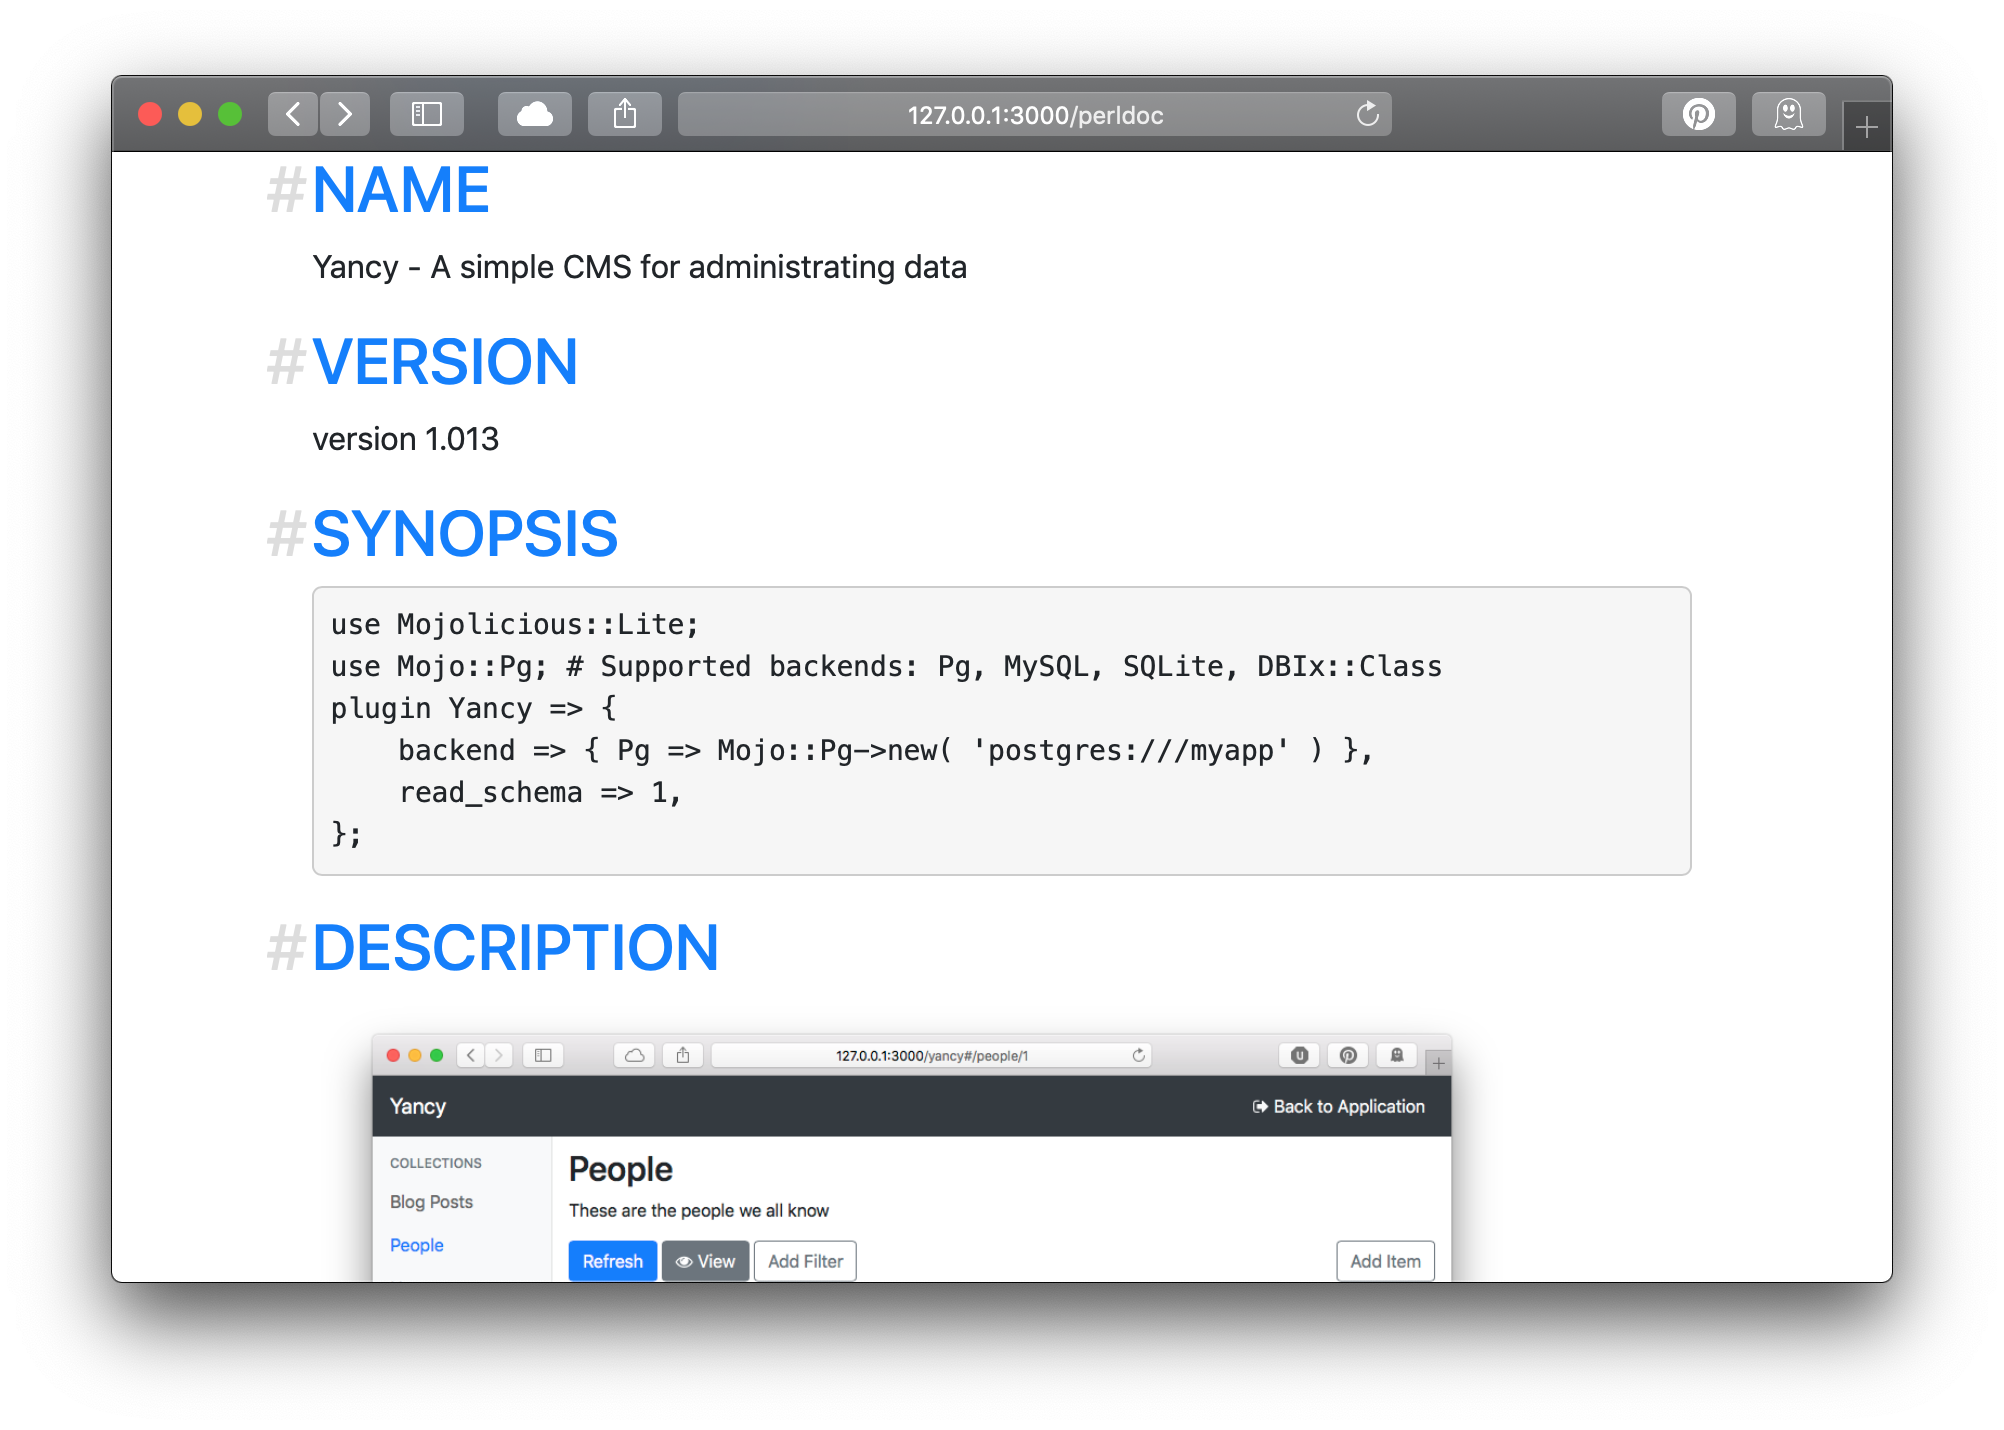 127.0.0.1:3000/perldoc
#NAME
Yancy - A simple CMS for administrating data
#VERSION
version 1.013
#SYNOPSIS
use Mojolicious::Lite;
use Mojo::Pg; # Supported backends: Pg, MySQL, SQLite, DBIx::Class
plugin Yancy => {
    backend => { Pg => Mojo::Pg->new( 'postgres:///myapp' ) },
    read_schema => 1,
};
#DESCRIPTION
127.0.0.1:3000/yancy#/people/1
Yancy
Back to Application
COLLECTIONS
Blog Posts
People
People
These are the people we all know
Refresh View Add Filter Add Item